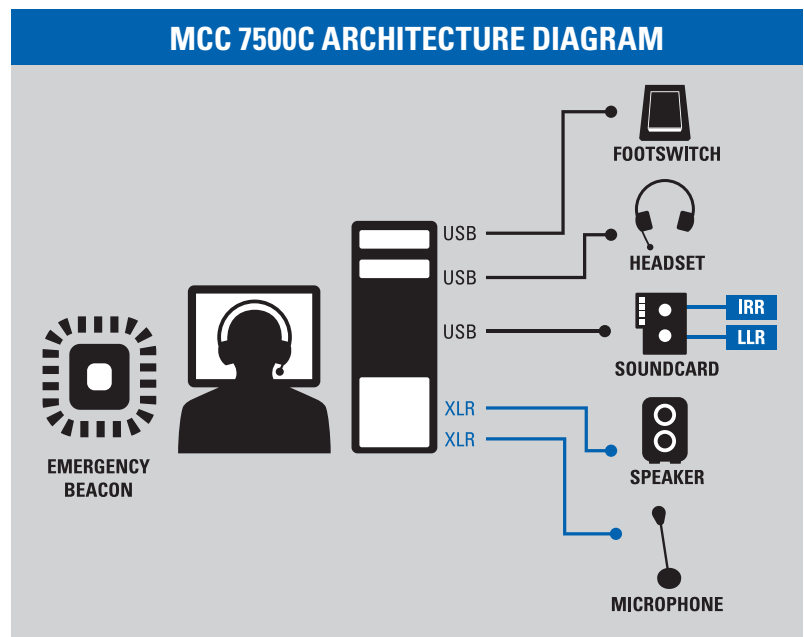 MCC 7500C ARCHITECTURE DIAGRAM
FOOTSWITCH
USB
HEADSET
USB
IRR
USB
LLR
SOUNDCARD
XLR
XLR
SPEAKER
EMERGENCY
BEACON
MICROPHONE